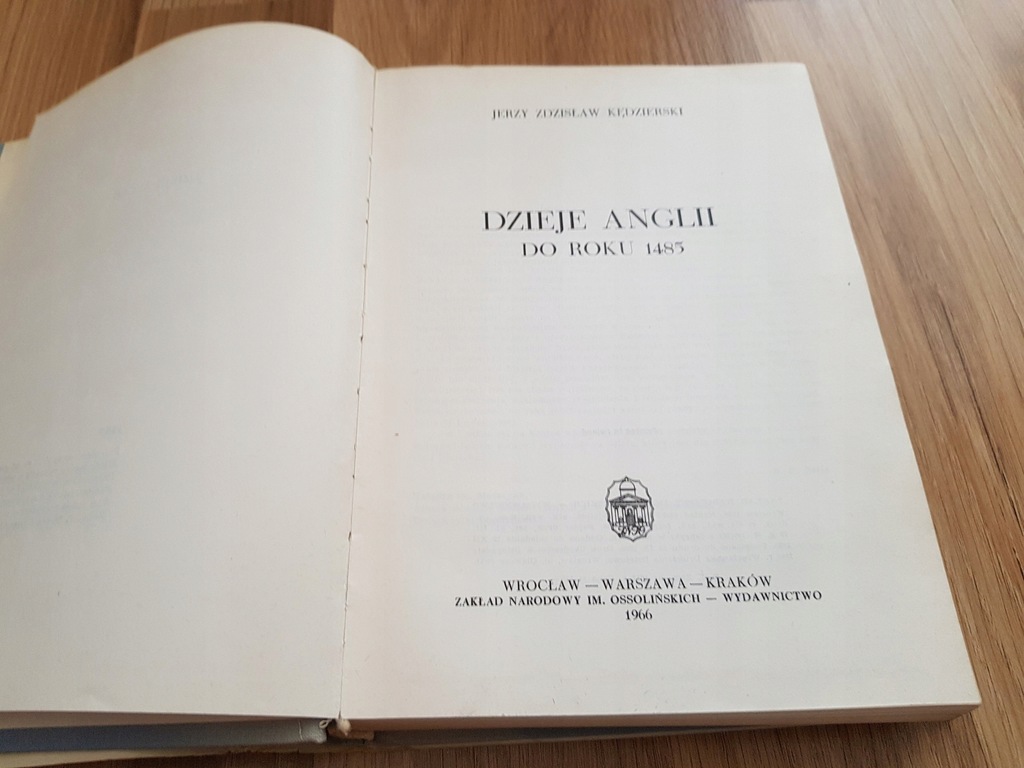 JERZY ZDZISŁAW KĘDZIERSKI
DZIEJE ANGLII
DO ROKU 1485
WROCŁAW — WARSZAWA — KRAKÓW
ZAKŁAD NARODOWY IM. OSSOLIŃSKICH — WYDAWNICTWO
1966